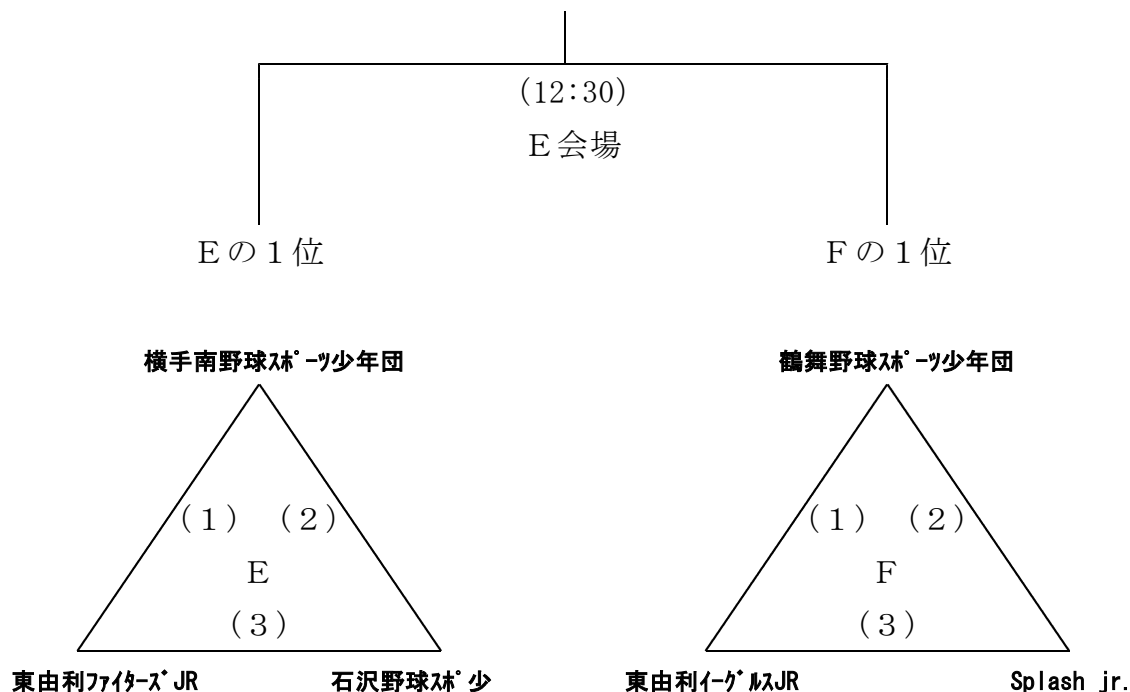 (12:30)
Ｅ会場
Ｅの１位
Ｆの１位
横手南野球ｽﾎﾟｰﾂ少年団
鶴舞野球ｽﾎﾟｰﾂ少年団
(１) (２)
(１) (２)
Ｅ
Ｆ
(３)
(３)
東由利ﾌｧｲﾀｰｽﾞJR
石沢野球ｽﾎﾟ少
東由利ｲｰｸﾞﾙｽJR
Splash jr.